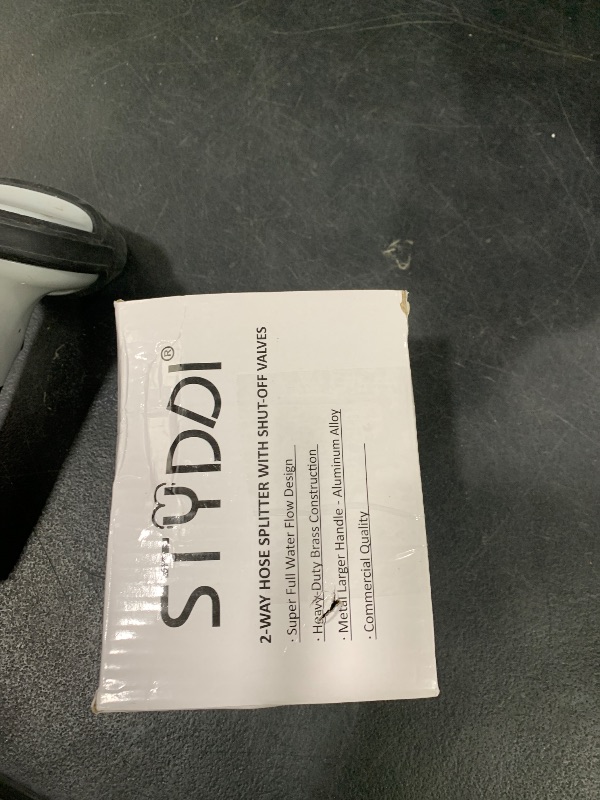 STYDDI®
2-WAY HOSE SPLITTER WITH SHUT-OFF VALVES
· Super Full Water Flow Design
· Heavy-Duty Brass Construction
· Metal Larger Handle - Aluminum Alloy
· Commercial Quality